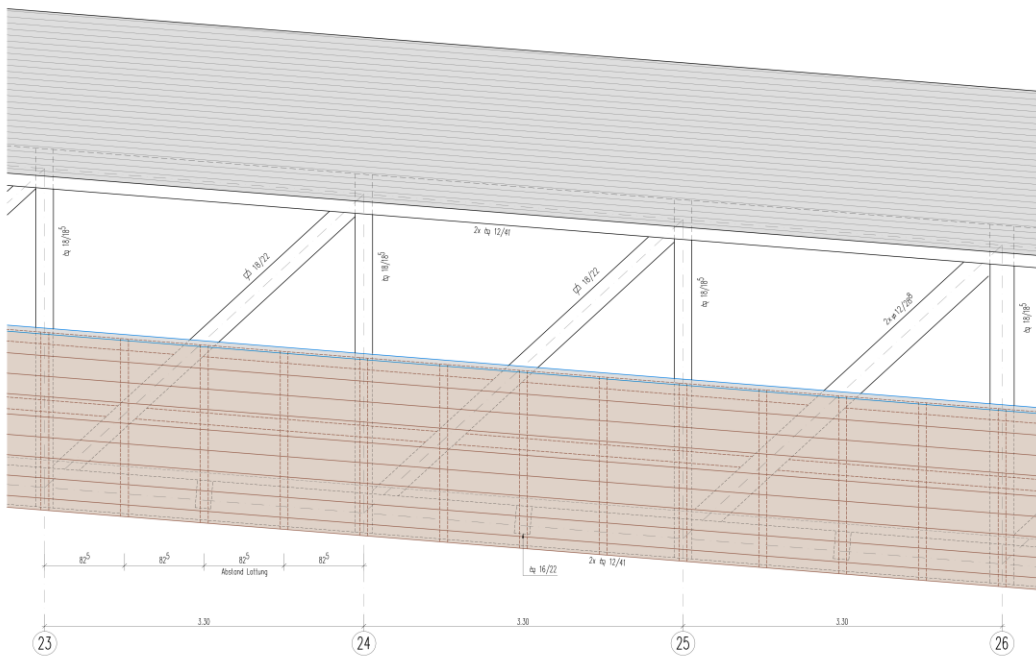 2x ⌀q 12/41
⌀q 18/18⁵
18/22
⌀q 18/18⁵
18/22
⌀q 18/18⁵
2x ⌀ 12/28
⌀q 18/18⁵
82⁵ 82⁵ 82⁵ 82⁵
Abstand Lattung
⌀q 16/22
2x ⌀q 12/41
3.30 3.30 3.30
23 24 25 26